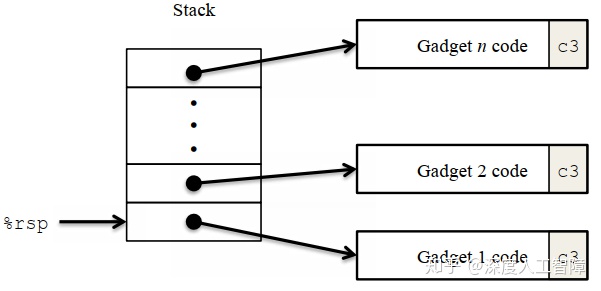 Stack
Gadget n code c3
Gadget 2 code c3
%rsp
Gadget 1 code c3
知乎 @深度人工智障